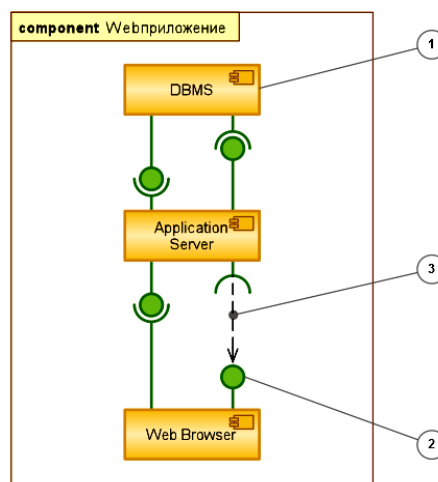 component Webприложение
1
DBMS
Application
Server
3
Web Browser
2